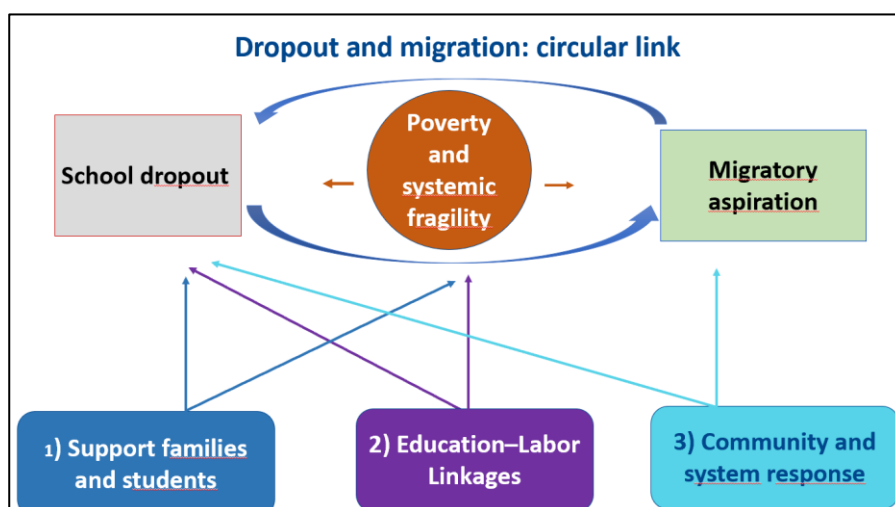 Dropout and migration: circular link
School dropout
Poverty
and
systemic
fragility
Migratory
aspiration
1) Support families
and students
2) Education–Labor
Linkages
3) Community and
system response